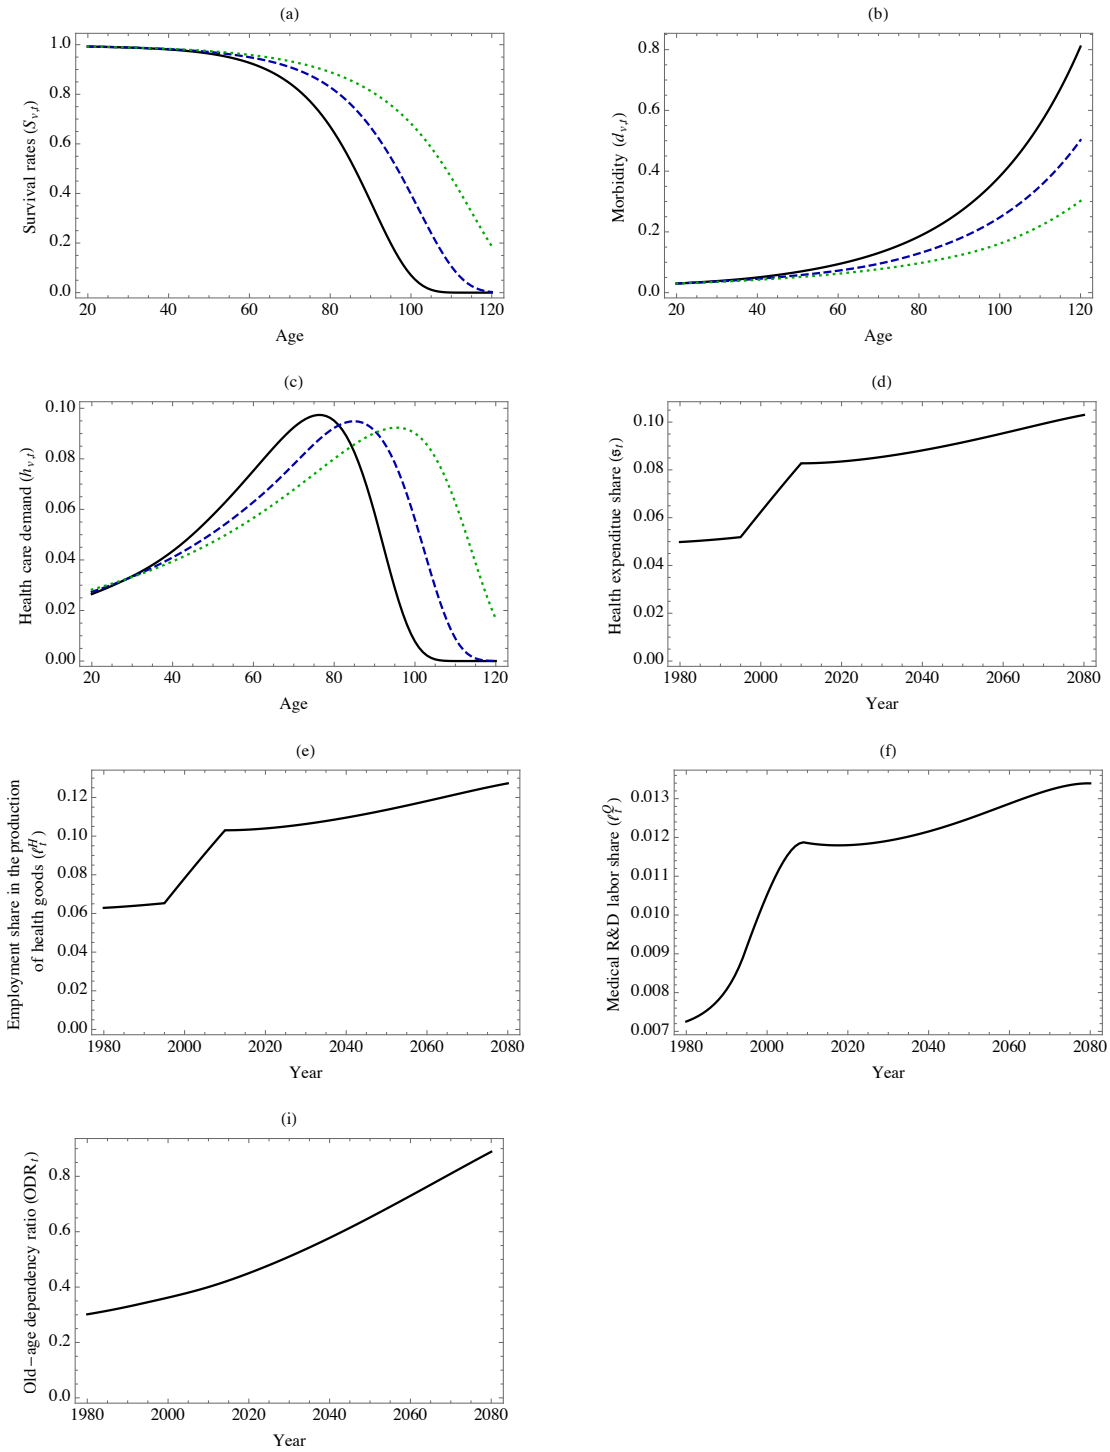 (a)
Survival rates (S_{v,t})
1.0
0.8
0.6
0.4
0.2
0.0
20 40 60 80 100 120
Age
(b)
Morbidity (d_{v,t})
0.8
0.6
0.4
0.2
0.0
20 40 60 80 100 120
Age
(c)
Health care demand (h_{v,t})
0.10
0.08
0.06
0.04
0.02
0.00
20 40 60 80 100 120
Age
(d)
Health expenditue share (𝔰_t)
0.10
0.08
0.06
0.04
0.02
0.00
1980 2000 2020 2040 2060 2080
Year
(e)
Employment share in the production
of health goods (ℓ_t^H)
0.12
0.10
0.08
0.06
0.04
0.02
0.00
1980 2000 2020 2040 2060 2080
Year
(f)
Medical R&D labor share (ℓ_t^Q)
0.013
0.012
0.011
0.010
0.009
0.008
0.007
1980 2000 2020 2040 2060 2080
Year
(i)
Old-age dependency ratio (ODR_t)
0.8
0.6
0.4
0.2
0.0
1980 2000 2020 2040 2060 2080
Year